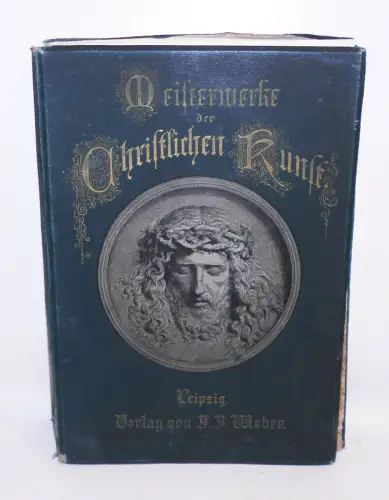 Meisterwerke
der
Christlichen Kunst.
Leipzig.
Verlag von J. J. Weber.